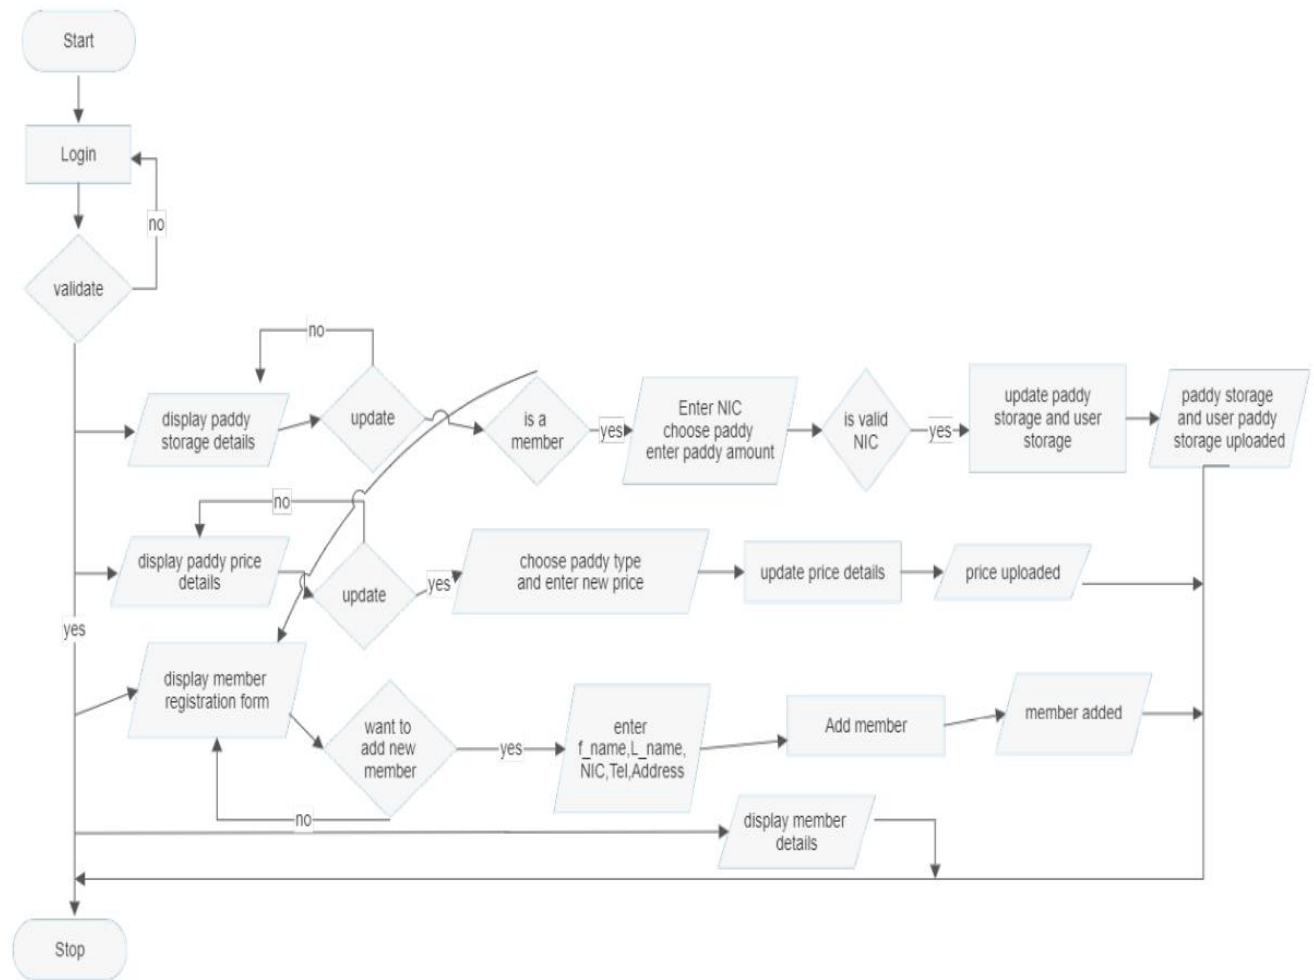 Start
Login
no
validate
no
display paddy
storage details
update
is a
member
yes
Enter NIC
choose paddy
enter paddy amount
is valid
NIC
yes
update paddy
storage and user
storage
paddy storage
and user paddy
storage uploaded
no
display paddy price
details
update
yes
choose paddy type
and enter new price
update price details
price uploaded
yes
display member
registration form
want to
add new
member
yes
enter
f_name,L_name,
NIC,Tel,Address
Add member
member added
no
display member
details
Stop